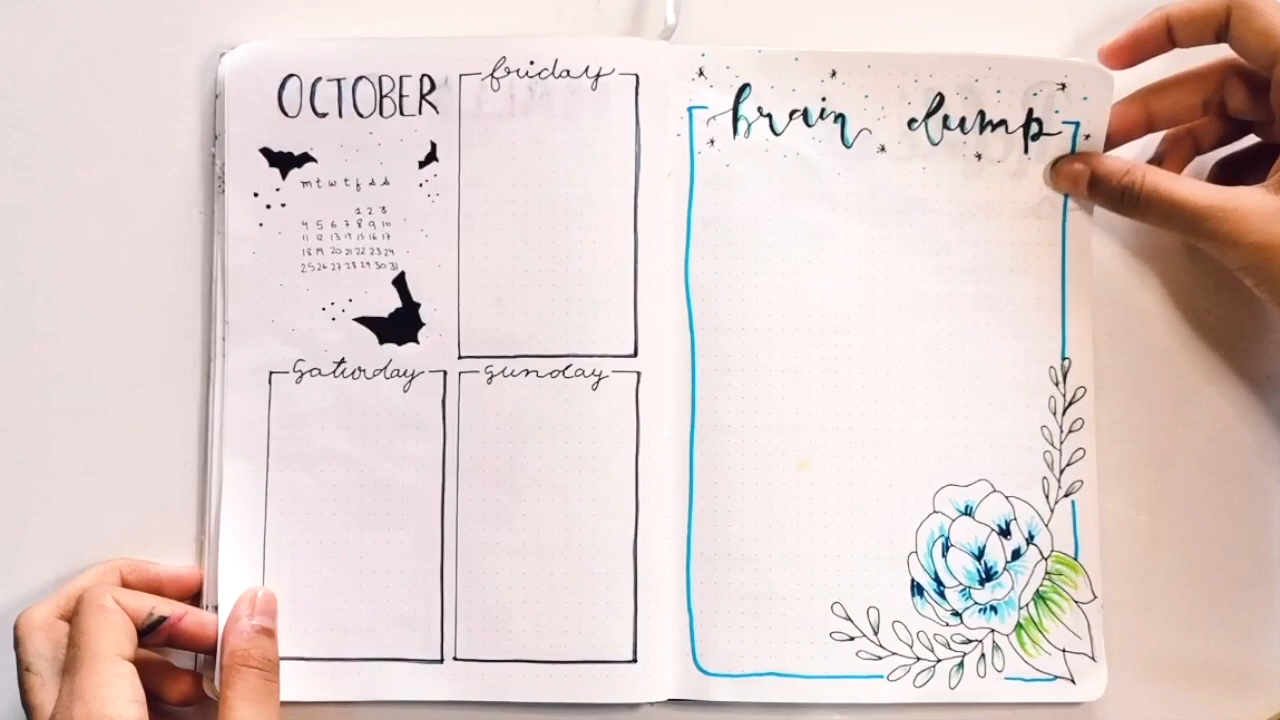 OCTOBER
m t w t f s s
1 2 3
4 5 6 7 8 9 10
11 12 13 14 15 16 17
18 19 20 21 22 23 24
25 26 27 28 29 30 31
friday
saturday
sunday
brain dump